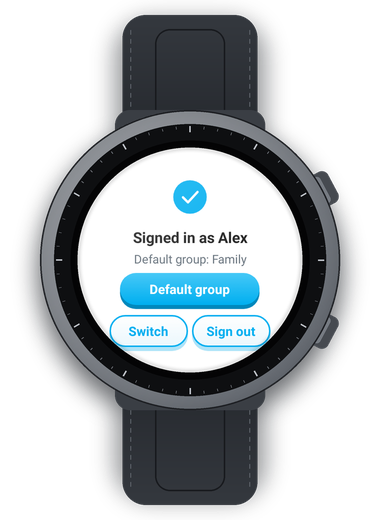 Signed in as Alex
Default group: Family
Default group
Switch
Sign out